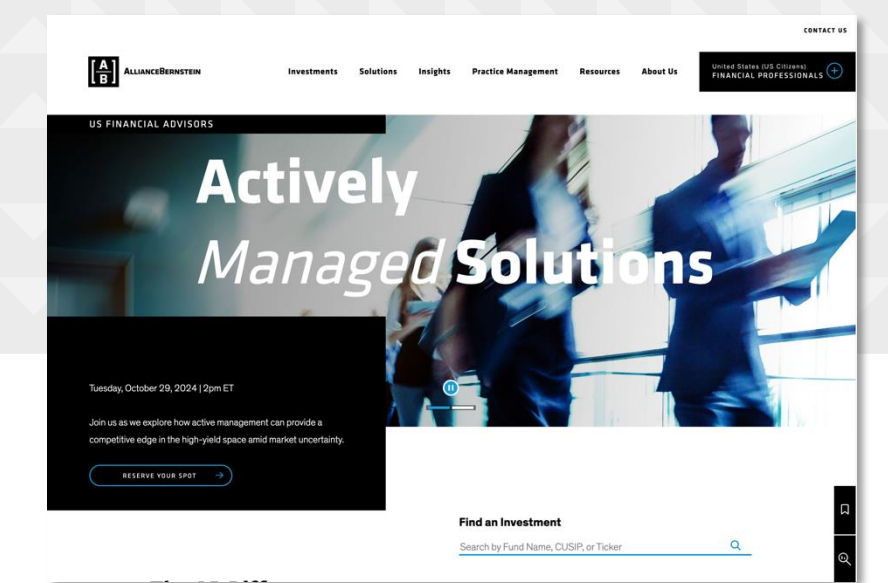 CONTACT US
[A B] ALLIANCEBERNSTEIN
Investments Solutions Insights Practice Management Resources About Us
United States (US Citizens)
FINANCIAL PROFESSIONALS
US FINANCIAL ADVISORS
Actively
Managed Solutions
Tuesday, October 29, 2024 | 2pm ET
Join us as we explore how active management can provide a
competitive edge in the high-yield space amid market uncertainty.
RESERVE YOUR SPOT
Find an Investment
Search by Fund Name, CUSIP, or Ticker